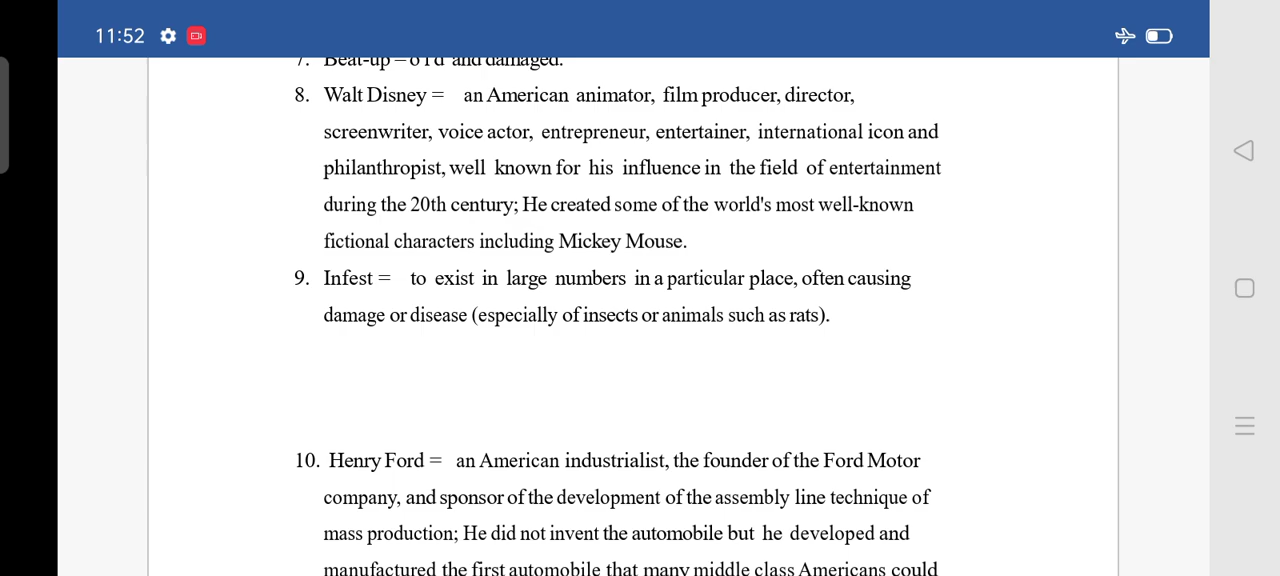 11:52
7. Beat-up = old and damaged.
8. Walt Disney = an American animator, film producer, director,
screenwriter, voice actor, entrepreneur, entertainer, international icon and
philanthropist, well known for his influence in the field of entertainment
during the 20th century; He created some of the world's most well-known
fictional characters including Mickey Mouse.
9. Infest = to exist in large numbers in a particular place, often causing
damage or disease (especially of insects or animals such as rats).
10. Henry Ford = an American industrialist, the founder of the Ford Motor
company, and sponsor of the development of the assembly line technique of
mass production; He did not invent the automobile but he developed and
manufactured the first automobile that many middle class Americans could